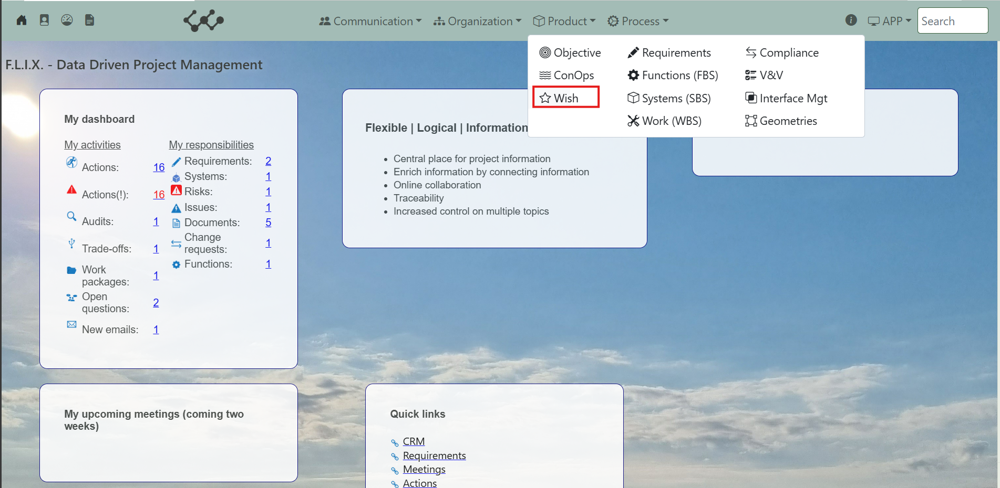 Communication Organization Product Process APP Search
Objective Requirements Compliance
ConOps Functions (FBS) V&V
Wish Systems (SBS) Interface Mgt
Work (WBS) Geometries
F.L.I.X. - Data Driven Project Management
My dashboard
My activities
Actions: 16
Actions(!): 16
Audits: 1
Trade-offs: 1
Work
packages: 1
Open
questions: 2
New emails: 1
My responsibilities
Requirements: 2
Systems: 1
Risks: 1
Issues: 1
Documents: 5
Change
requests: 1
Functions: 1
Flexible | Logical | Information
Central place for project information
Enrich information by connecting information
Online collaboration
Traceability
Increased control on multiple topics
My upcoming meetings (coming two
weeks)
Quick links
CRM
Requirements
Meetings
Actions